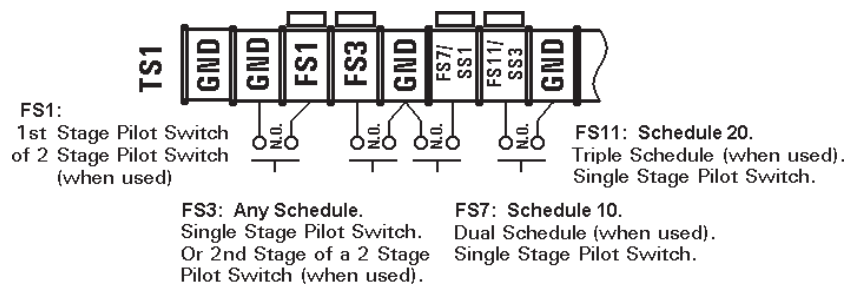 TS1
GND
GND
FS1
FS3
GND
FS7/
SS1
FS11/
SS3
GND
N.O.
N.O.
N.O.
N.O.
FS1:
1st Stage Pilot Switch
of 2 Stage Pilot Switch
(when used)
FS11: Schedule 20.
Triple Schedule (when used).
Single Stage Pilot Switch.
FS3: Any Schedule.
Single Stage Pilot Switch.
Or 2nd Stage of a 2 Stage
Pilot Switch (when used).
FS7: Schedule 10.
Dual Schedule (when used).
Single Stage Pilot Switch.